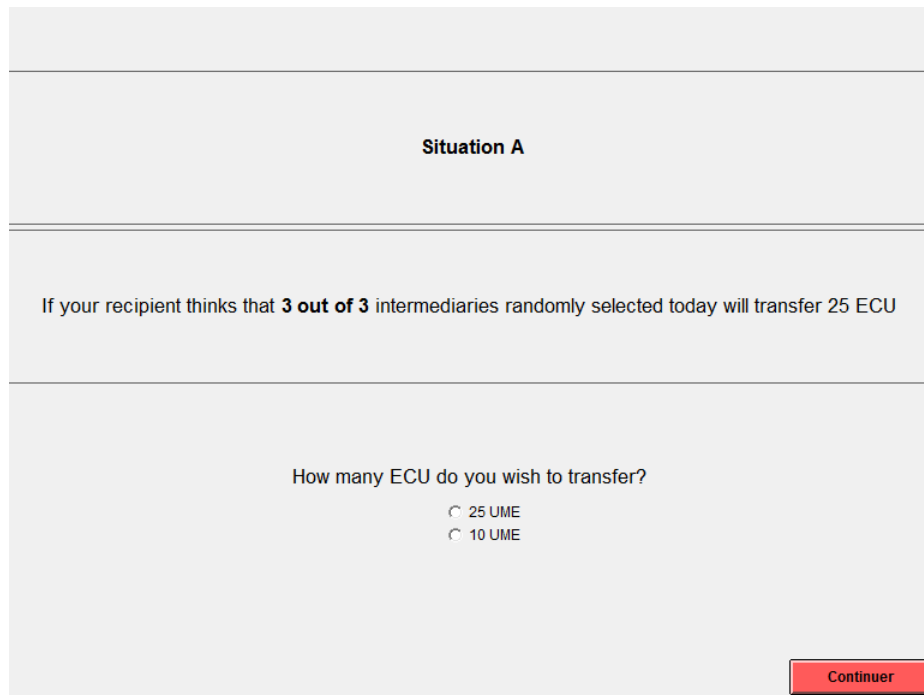 Situation A
If your recipient thinks that 3 out of 3 intermediaries randomly selected today will transfer 25 ECU
How many ECU do you wish to transfer?
25 UME
10 UME
Continuer